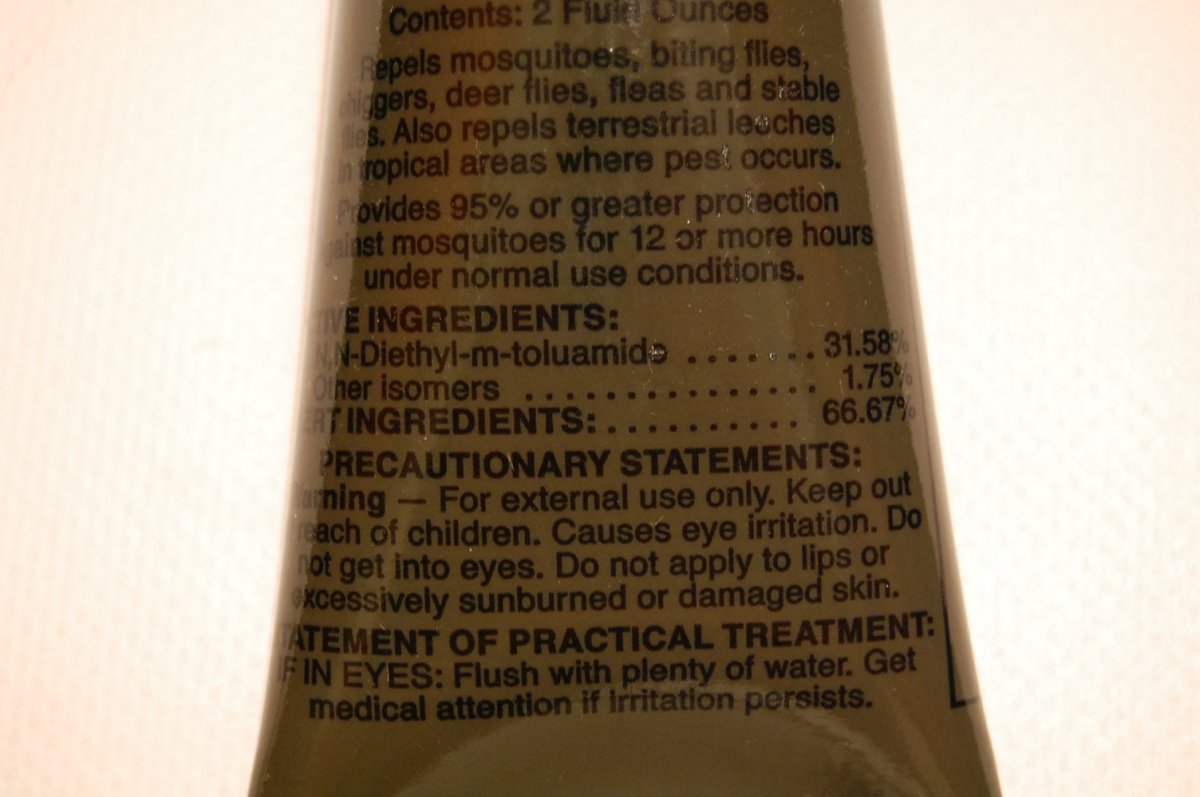 Contents: 2 Fluid Ounces
Repels mosquitoes, biting flies,
chiggers, deer flies, fleas and stable
flies. Also repels terrestrial leeches
in tropical areas where pest occurs.
Provides 95% or greater protection
against mosquitoes for 12 or more hours
under normal use conditions.
TIVE INGREDIENTS:
N,N-Diethyl-m-toluamide ....... 31.58%
Other isomers ............... 1.75%
ERT INGREDIENTS: .......... 66.67%
PRECAUTIONARY STATEMENTS:
arning — For external use only. Keep out
reach of children. Causes eye irritation. Do
not get into eyes. Do not apply to lips or
excessively sunburned or damaged skin.
TATEMENT OF PRACTICAL TREATMENT:
IF IN EYES: Flush with plenty of water. Get
medical attention if irritation persists.